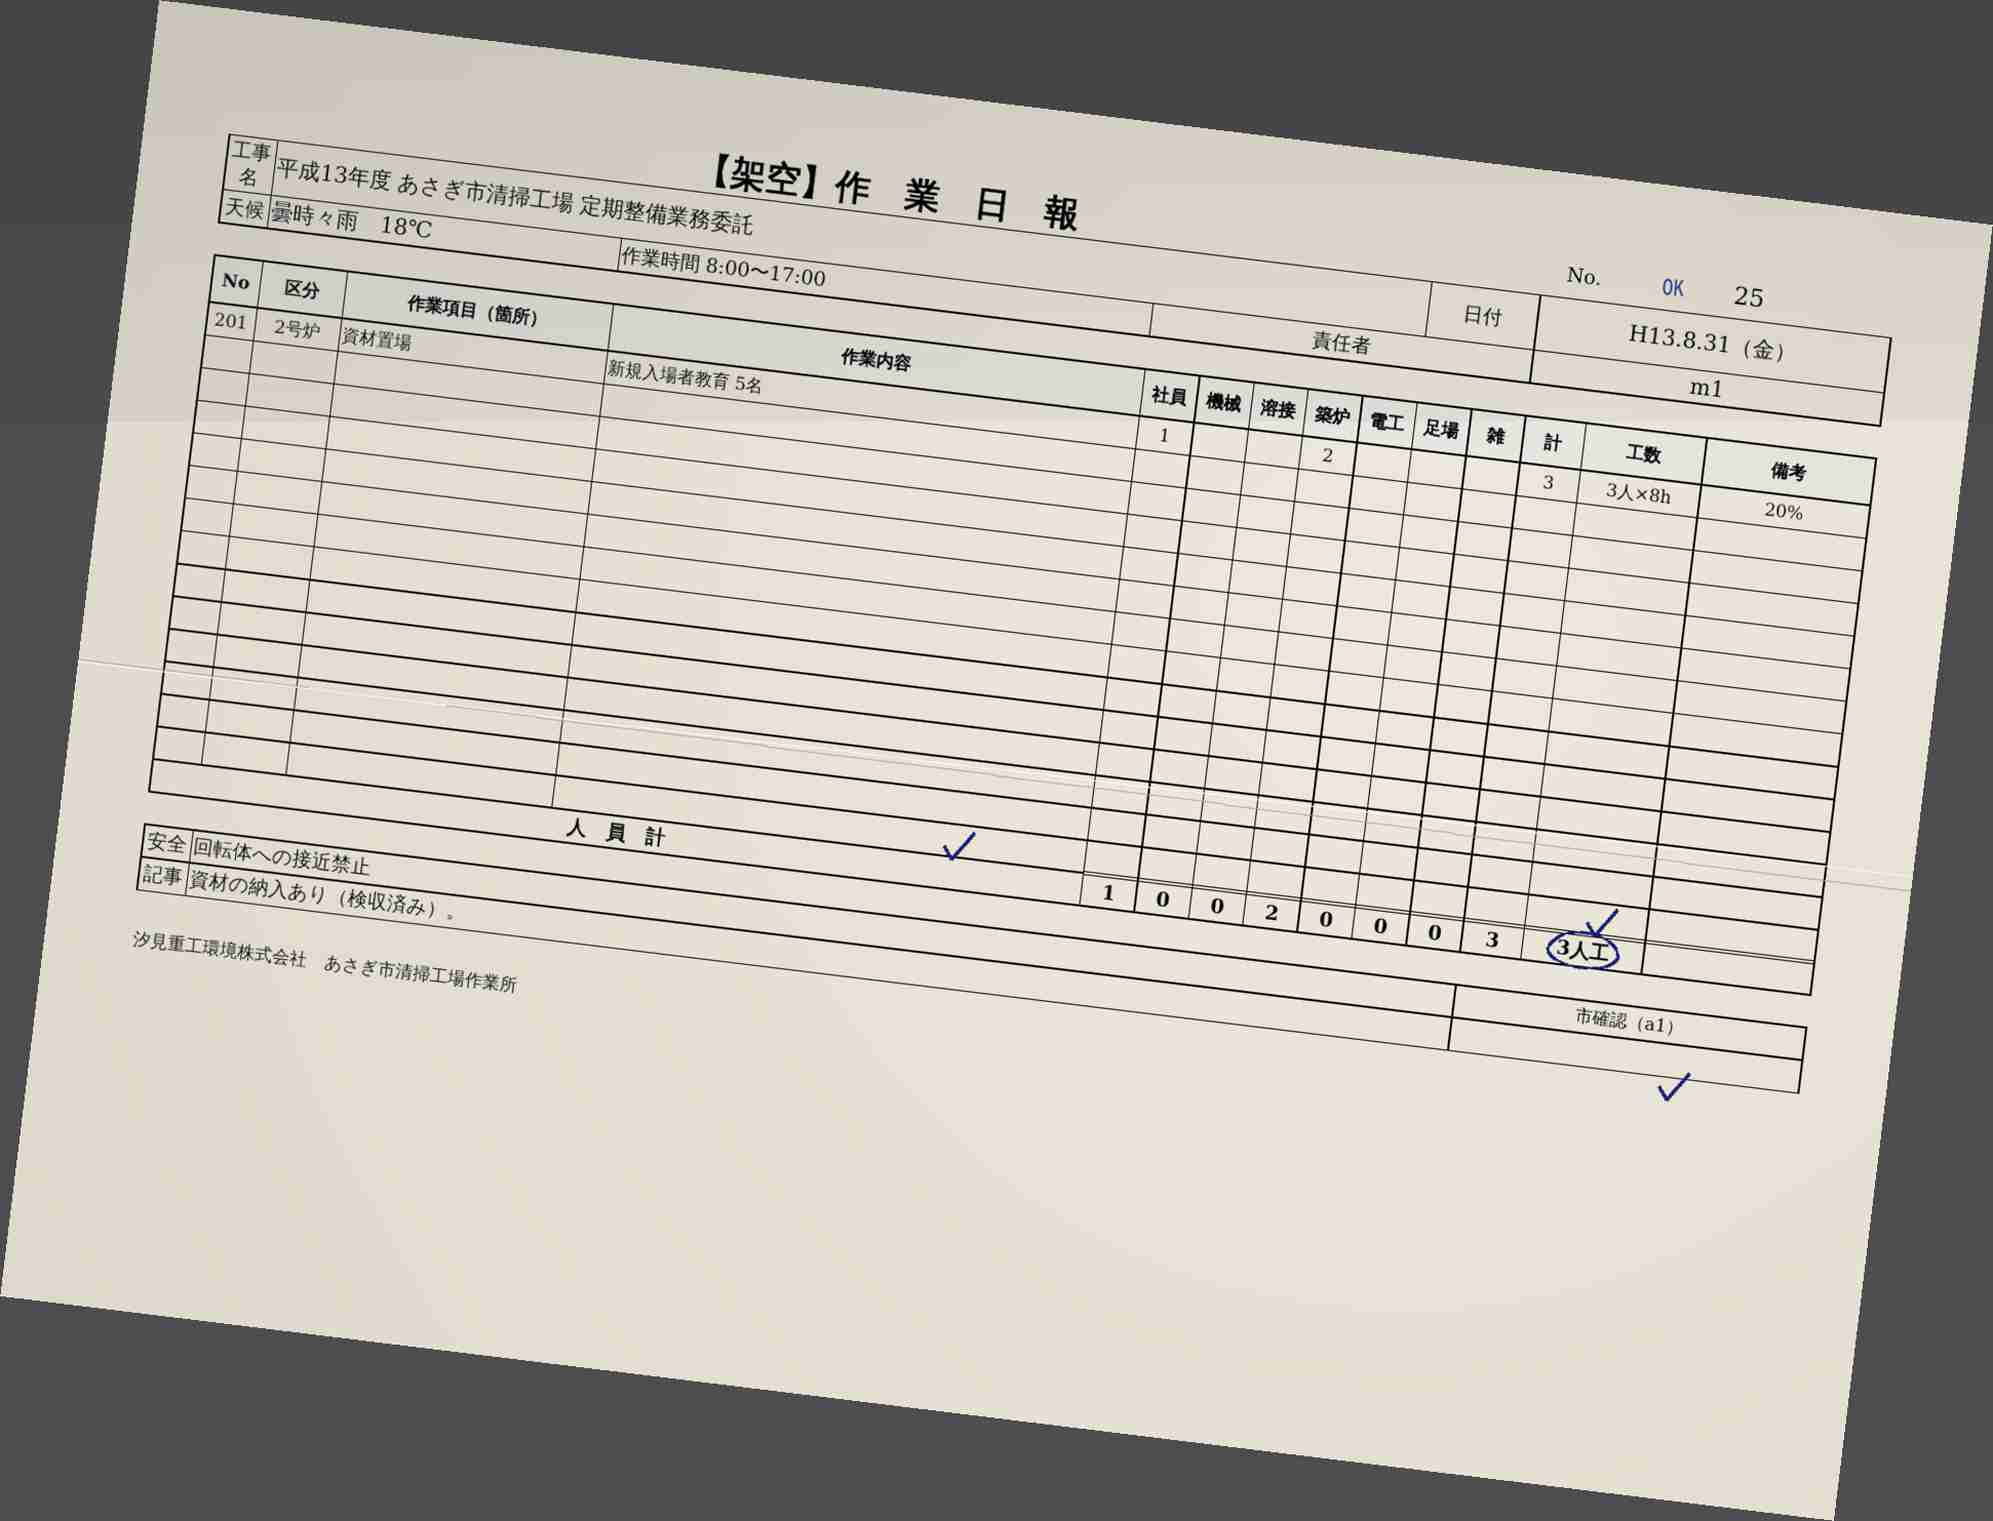 【架空】作　業　日　報
No. OK 25
工事名 平成13年度 あさぎ市清掃工場 定期整備業務委託 日付 H13.8.31（金）
天候 曇時々雨　18℃ 作業時間 8:00〜17:00 責任者 m1
No 区分 作業項目（箇所） 作業内容 社員 機械 溶接 築炉 電工 足場 雑 計 工数 備考
201 2号炉 資材置場 新規入場者教育 5名 1 2 3 3人×8h 20%
人　員　計 1 0 0 2 0 0 0 3 3人工
安全 回転体への接近禁止 市確認（a1）
記事 資材の納入あり（検収済み）。
汐見重工環境株式会社　あさぎ市清掃工場作業所